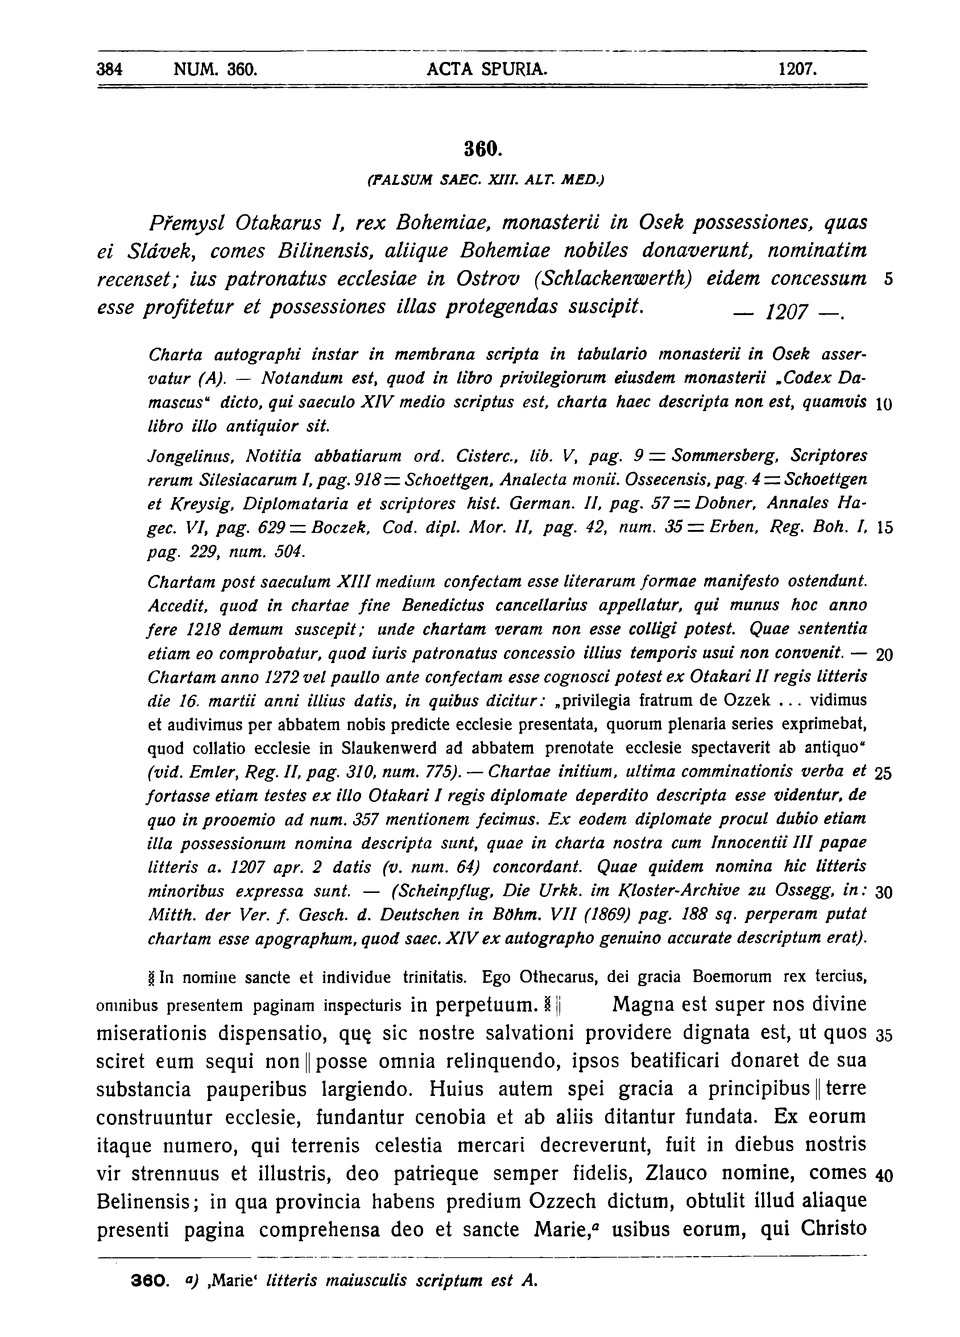 384 NUM. 360. ACTA SPURIA. 1207.
360.
(FALSUM SAEC. XIII. ALT. MED.)
Přemysl Otakarus I, rex Bohemiae, monasterii in Osek possessiones, quas
ei Slávek, comes Bilinensis, aliique Bohemiae nobiles donaverunt, nominatim
recenset; ius patronatus ecclesiae in Ostrov (Schlackenwerth) eidem concessum 5
esse profitetur et possessiones illas protegendas suscipit. — 1207 —.
Charta autographi instar in membrana scripta in tabulario monasterii in Osek asser-
vatur (A). — Notandum est, quod in libro privilegiorum eiusdem monasterii „Codex Da-
mascus“ dicto, qui saeculo XIV medio scriptus est, charta haec descripta non est, quamvis 10
libro illo antiquior sit.
Jongelinus, Notitia abbatiarum ord. Cisterc., lib. V, pag. 9 = Sommersberg, Scriptores
rerum Silesiacarum I, pag. 918 = Schoettgen, Analecta monii. Ossecensis, pag. 4 = Schoettgen
et Kreysig, Diplomataria et scriptores hist. German. II, pag. 57 = Dobner, Annales Ha-
gec. VI, pag. 629 = Boczek, Cod. dipl. Mor. II, pag. 42, num. 35 = Erben, Reg. Boh. I, 15
pag. 229, num. 504.
Chartam post saeculum XIII medium confectam esse literarum formae manifesto ostendunt.
Accedit, quod in chartae fine Benedictus cancellarius appellatur, qui munus hoc anno
fere 1218 demum suscepit; unde chartam veram non esse colligi potest. Quae sententia
etiam eo comprobatur, quod iuris patronatus concessio illius temporis usui non convenit. — 20
Chartam anno 1272 vel paullo ante confectam esse cognosci potest ex Otakari II regis litteris
die 16. martii anni illius datis, in quibus dicitur: „privilegia fratrum de Ozzek ... vidimus
et audivimus per abbatem nobis predicte ecclesie presentata, quorum plenaria series exprimebat,
quod collatio ecclesie in Slaukenwerd ad abbatem prenotate ecclesie spectaverit ab antiquo“
(vid. Emler, Reg. II, pag. 310, num. 775). — Chartae initium, ultima comminationis verba et 25
fortasse etiam testes ex illo Otakari I regis diplomate deperdito descripta esse videntur, de
quo in prooemio ad num. 357 mentionem fecimus. Ex eodem diplomate procul dubio etiam
illa possessionum nomina descripta sunt, quae in charta nostra cum Innocentii III papae
litteris a. 1207 apr. 2 datis (v. num. 64) concordant. Quae quidem nomina hic litteris
minoribus expressa sunt. — (Scheinpflug, Die Urkk. im Kloster-Archive zu Ossegg, in: 30
Mitth. der Ver. f. Gesch. d. Deutschen in Böhm. VII (1869) pag. 188 sq. perperam putat
chartam esse apographum, quod saec. XIV ex autographo genuino accurate descriptum erat).
In nomine sancte et individue trinitatis. Ego Othecarus, dei gracia Boemorum rex tercius,
omnibus presentem paginam inspecturis in perpetuum. || Magna est super nos divine
miserationis dispensatio, quę sic nostre salvationi providere dignata est, ut quos 35
sciret eum sequi non || posse omnia relinquendo, ipsos beatificari donaret de sua
substancia pauperibus largiendo. Huius autem spei gracia a principibus || terre
construuntur ecclesie, fundantur cenobia et ab aliis ditantur fundata. Ex eorum
itaque numero, qui terrenis celestia mercari decreverunt, fuit in diebus nostris
vir strennuus et illustris, deo patrieque semper fidelis, Zlauco nomine, comes 40
Belinensis; in qua provincia habens predium Ozzech dictum, obtulit illud aliaque
presenti pagina comprehensa deo et sancte Marie,a usibus eorum, qui Christo
360. a) ‚Marie‘ litteris maiusculis scriptum est A.